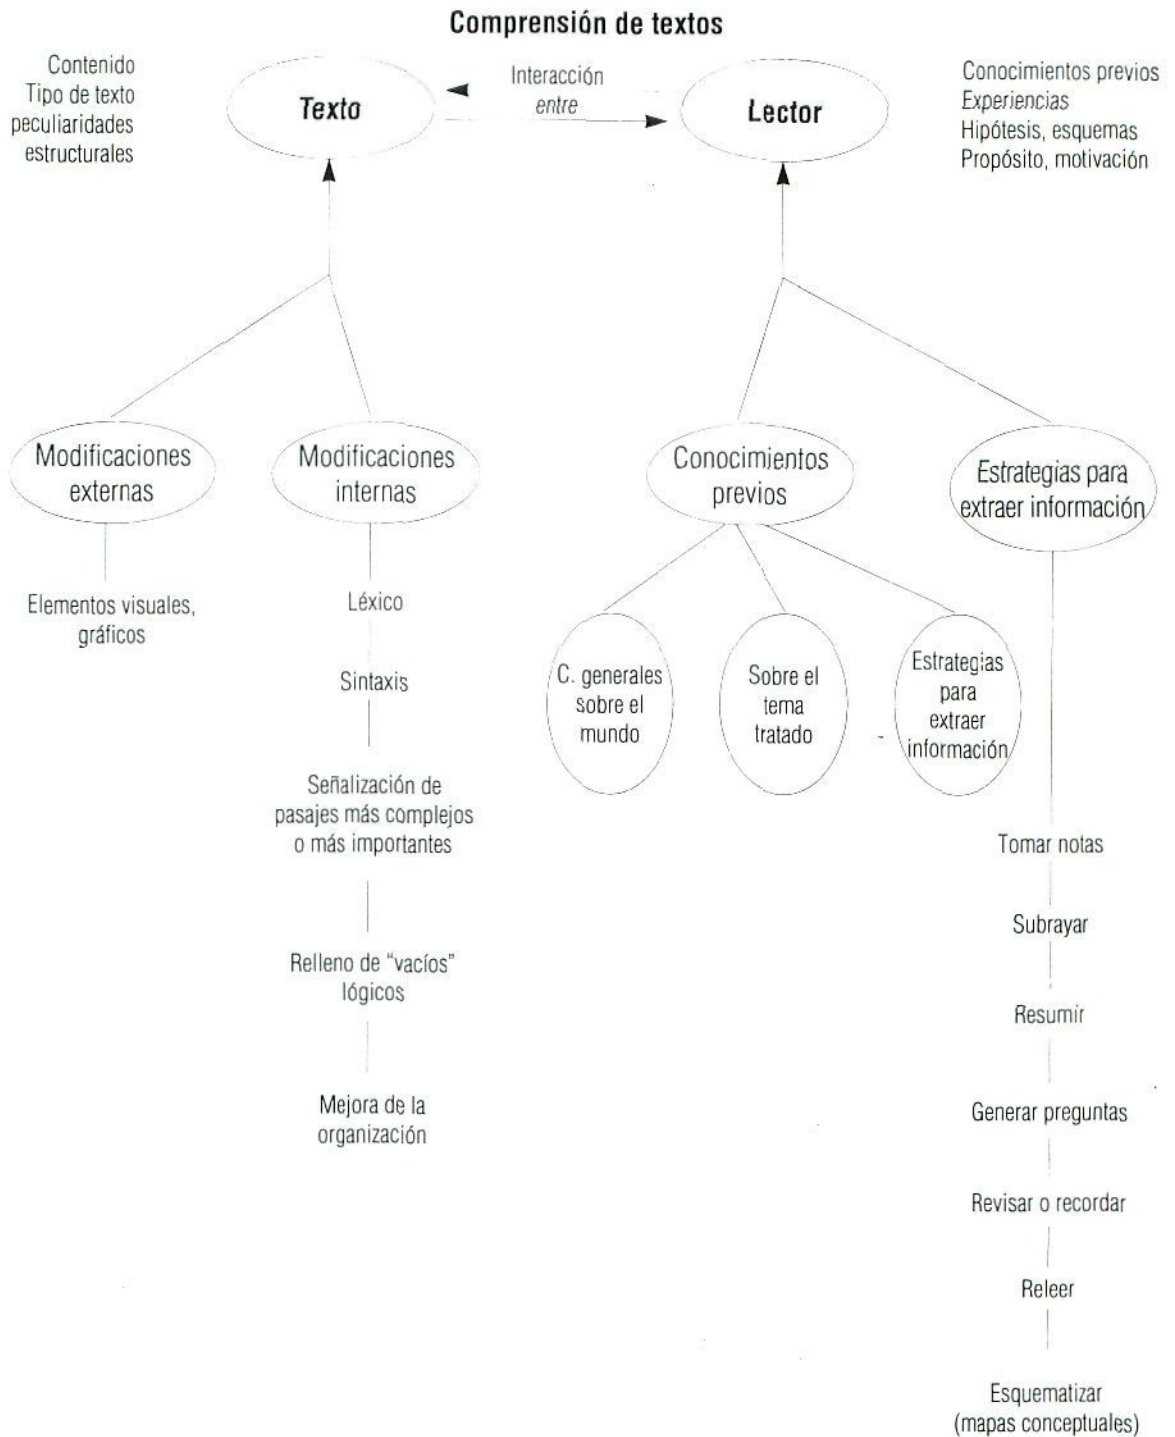 Comprensión de textos
Contenido
Tipo de texto
peculiaridades
estructurales
Texto
Interacción
entre
Lector
Conocimientos previos
Experiencias
Hipótesis, esquemas
Propósito, motivación
Modificaciones
externas
Modificaciones
internas
Conocimientos
previos
Estrategias para
extraer información
Elementos visuales,
gráficos
Léxico
Sintaxis
Señalización de
pasajes más complejos
o más importantes
Relleno de “vacíos”
lógicos
Mejora de la
organización
C. generales
sobre el
mundo
Sobre el
tema
tratado
Estrategias
para
extraer
información
Tomar notas
Subrayar
Resumir
Generar preguntas
Revisar o recordar
Releer
Esquematizar
(mapas conceptuales)